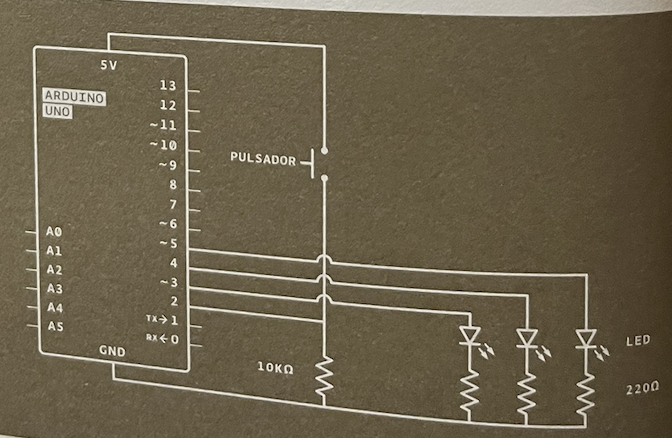 5V
ARDUINO
UNO
13
12
~11
~10
~9
8
7
~6
~5
4
~3
2
TX→1
RX←0
A0
A1
A2
A3
A4
A5
GND
PULSADOR
10KΩ
LED
220Ω